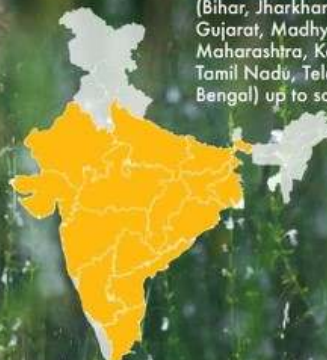 (Bihar, Jharkhan
Gujarat, Madhy
Maharashtra, K
Tamil Nadu, Tel
Bengal) up to